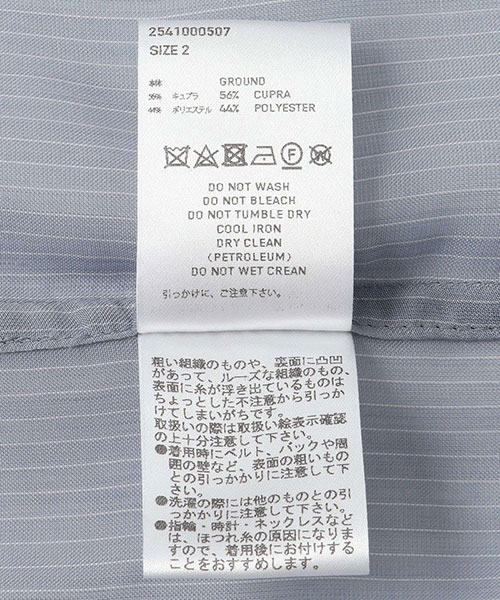 2541000507
SIZE 2
本体 GROUND
56% キュプラ 56% CUPRA
44% ポリエステル 44% POLYESTER
DO NOT WASH
DO NOT BLEACH
DO NOT TUMBLE DRY
COOL IRON
DRY CLEAN
(PETROLEUM)
DO NOT WET CREAN
引っかけに、ご注意下さい。
粗い組織のものや、裏面に凸凹
があって、ルーズな組織のもの、
表面に糸が浮き出ているものは
ちょっとした不注意から引っか
けてしまいがちです。
取扱いの際は取扱い絵表示確認
の上十分注意して下さい。
●着用時にベルト、バックや周
囲の壁など、表面の粗いもの
との引っかかりに注意して下
さい。
●洗濯の際には他のものとの引
っかかりに注意して下さい。
●指輪・時計・ネックレスなど
は、ほつれ糸の原因になりま
すので、着用後にお付けする
ことをおすすめします。